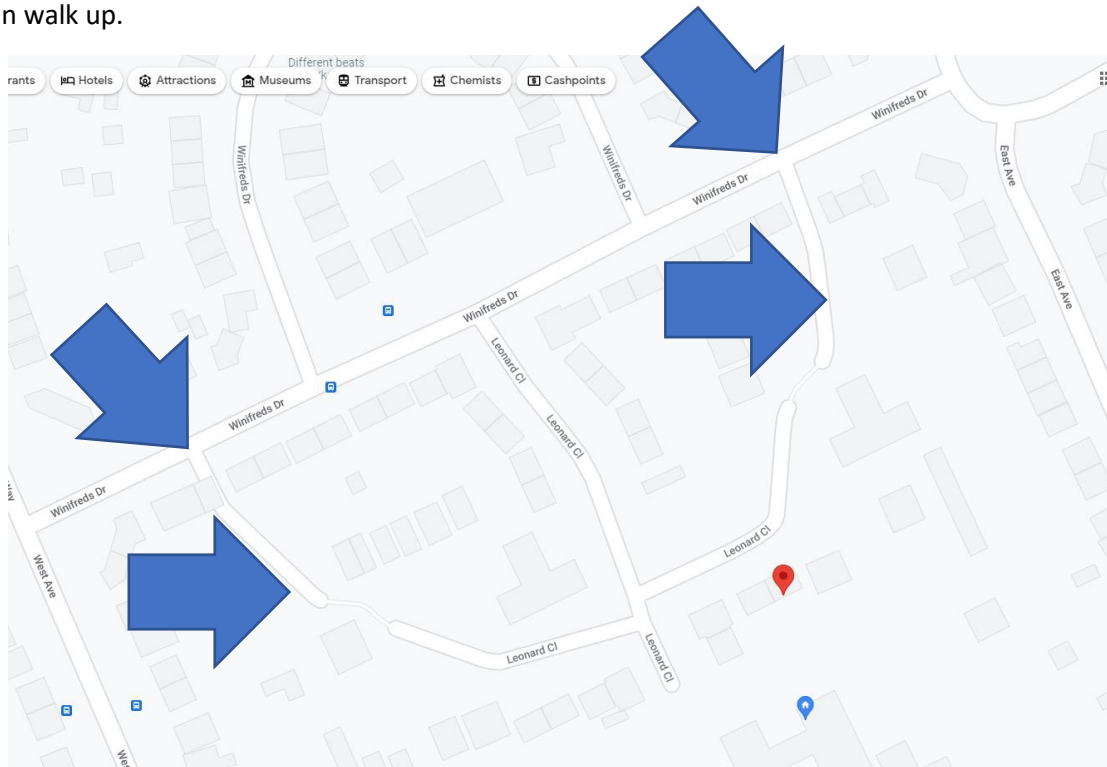 n walk up.
Different beats
rants
Hotels
Attractions
Museums
Transport
Chemists
Cashpoints
Winifreds Dr
Winifreds Dr
Winifreds Dr
East Ave
Winifreds Dr
East Ave
Winifreds Dr
Leonard Cl
Winifreds Dr
Leonard Cl
Winifreds Dr
West Ave
Leonard Cl
Leonard Cl
Leonard Cl